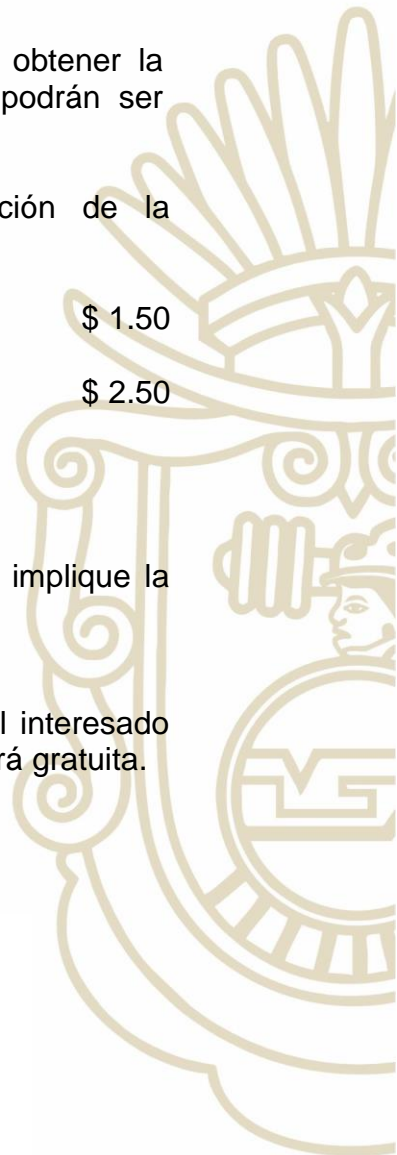 obtener la
podrán ser
ción de la
$ 1.50
$ 2.50
implique la
l interesado
rá gratuita.